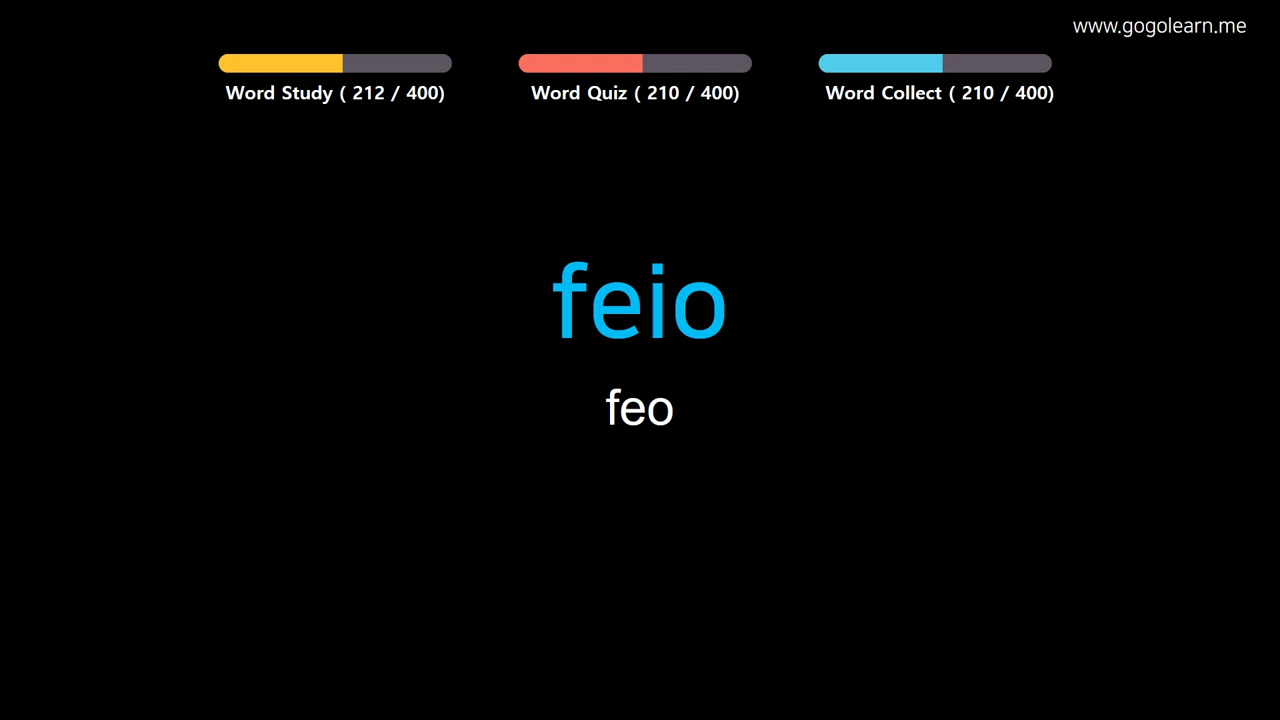 www.gogolearn.me
Word Study ( 212 / 400)
Word Quiz ( 210 / 400)
Word Collect ( 210 / 400)
feio
feo